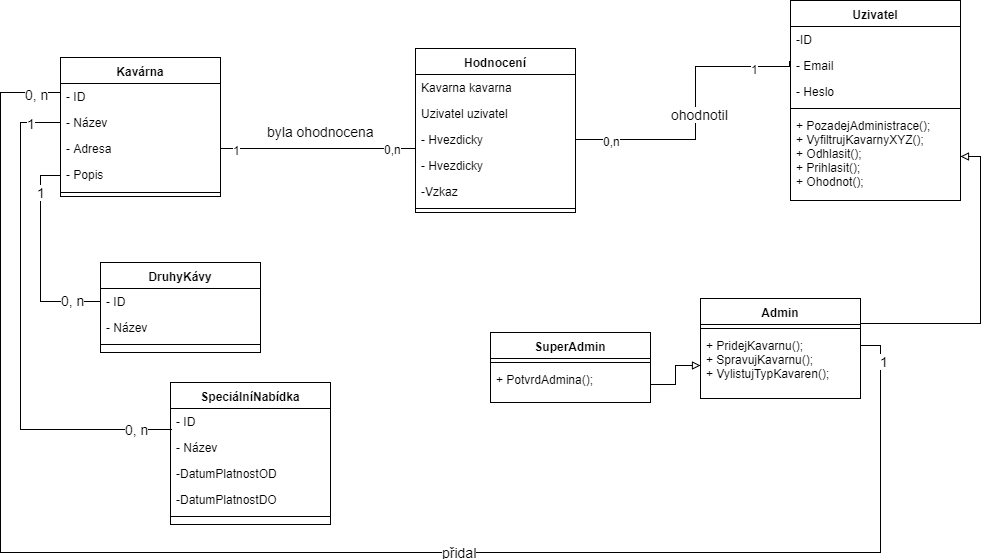 Uzivatel
-ID
- Email
- Heslo
+ PozadejAdministrace();
+ VyfiltrujKavarnyXYZ();
+ Odhlasit();
+ Prihlasit();
+ Ohodnot();
Hodnocení
Kavarna kavarna
Uzivatel uzivatel
- Hvezdicky
- Hvezdicky
-Vzkaz
Kavárna
- ID
- Název
- Adresa
- Popis
0, n
1
1
byla ohodnocena
1
0,n
ohodnotil
0,n
1
DruhyKávy
- ID
- Název
0, n
SpeciálníNabídka
- ID
- Název
-DatumPlatnostOD
-DatumPlatnostDO
0, n
SuperAdmin
+ PotvrdAdmina();
Admin
+ PridejKavarnu();
+ SpravujKavarnu();
+ VylistujTypKavaren();
1
přidal